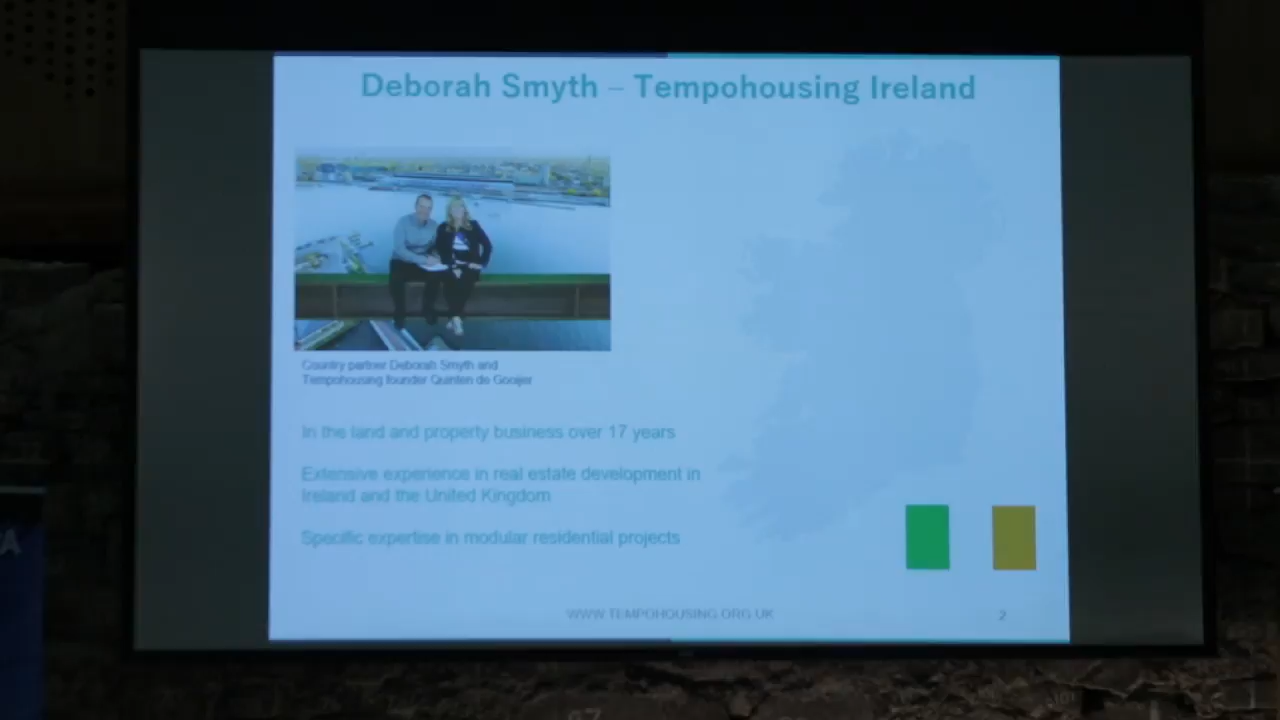 Deborah Smyth – Tempohousing Ireland
Country partner Deborah Smyth and
Tempohousing founder Quinten de Gooijer
In the land and property business over 17 years
Extensive experience in real estate development in
Ireland and the United Kingdom
Specific expertise in modular residential projects
WWW.TEMPOHOUSING.ORG.UK
2